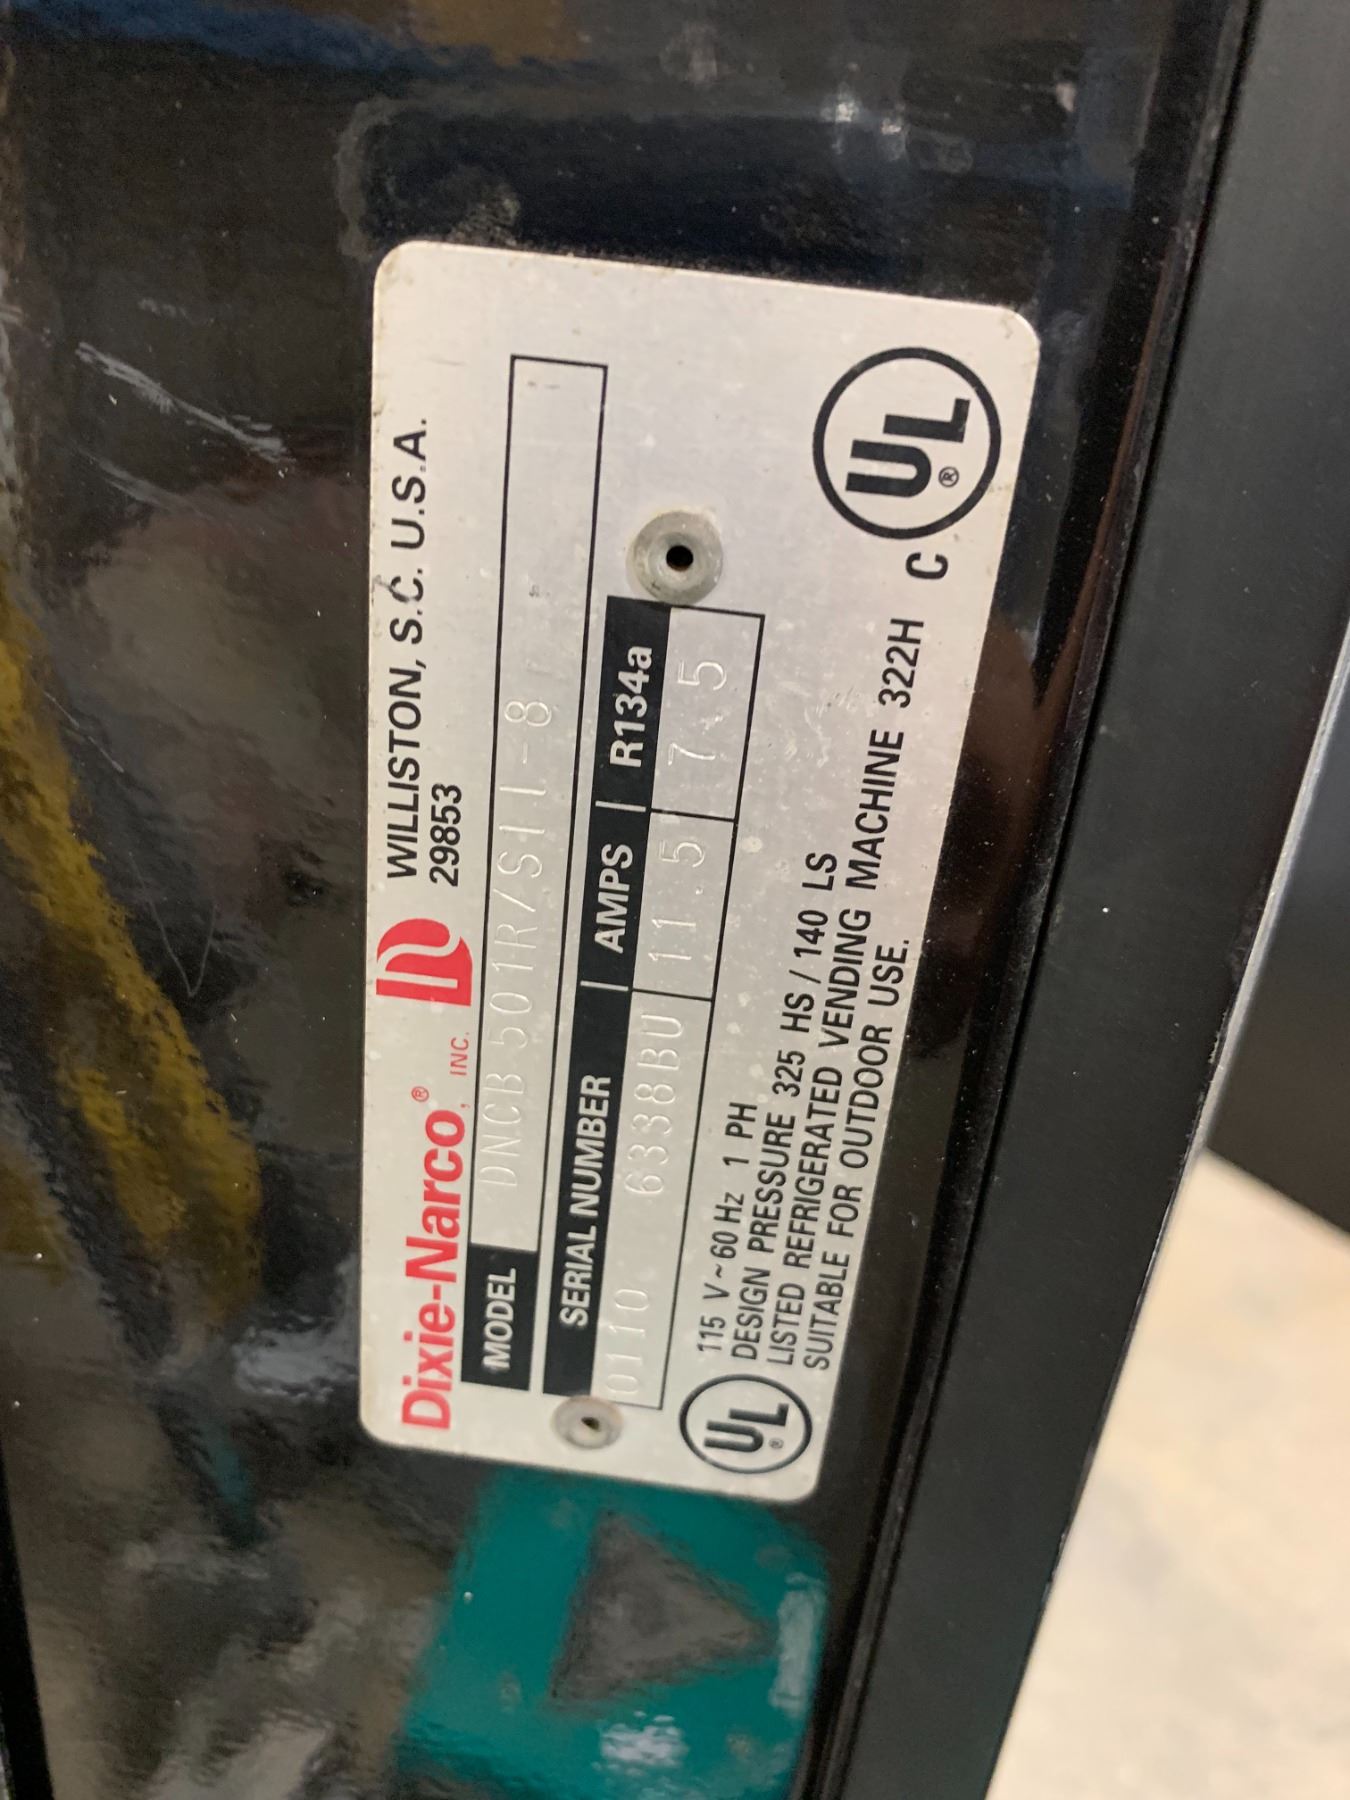 Dixie-Narco®, INC. WILLISTON, S.C. U.S.A.
29853
MODEL DNCB 501R/S11-8
SERIAL NUMBER | AMPS | R134a
0110 6338BU 11.5 7.5
115 V~60 Hz 1 PH
DESIGN PRESSURE 325 HS / 140 LS
LISTED REFRIGERATED VENDING MACHINE 322H
SUITABLE FOR OUTDOOR USE.
UL®
C UL®